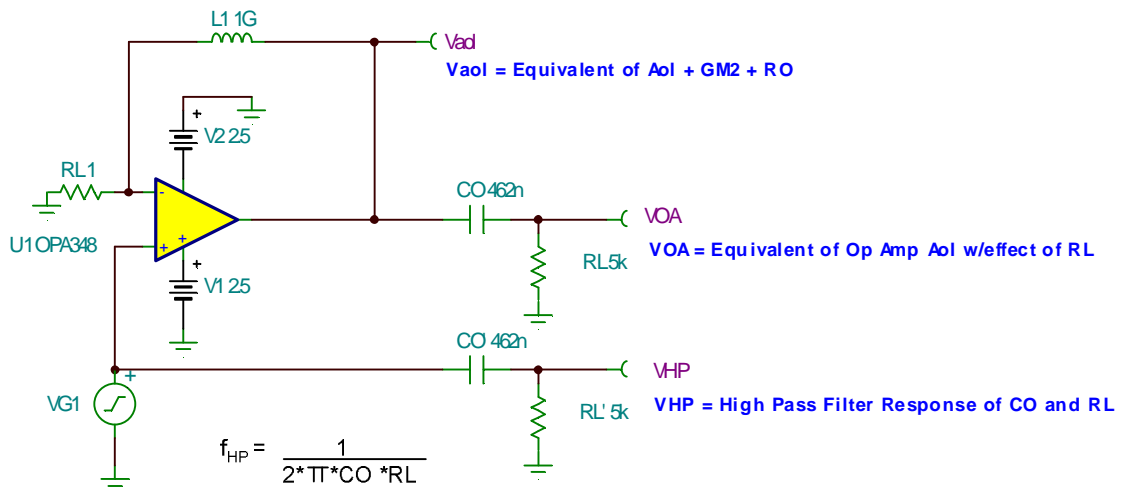 L1 1G
Vaol
Vaol = Equivalent of Aol + GM2 + RO
+
V2 2.5
RL1
-
CO 462n
VOA
U1 OPA348
+
+
VOA = Equivalent of Op Amp Aol w/effect of RL
+
RL 5k
V1 2.5
CO' 462n
VHP
+
VG1
RL' 5k
VHP = High Pass Filter Response of CO and RL
fHP = 1
2*π*CO *RL